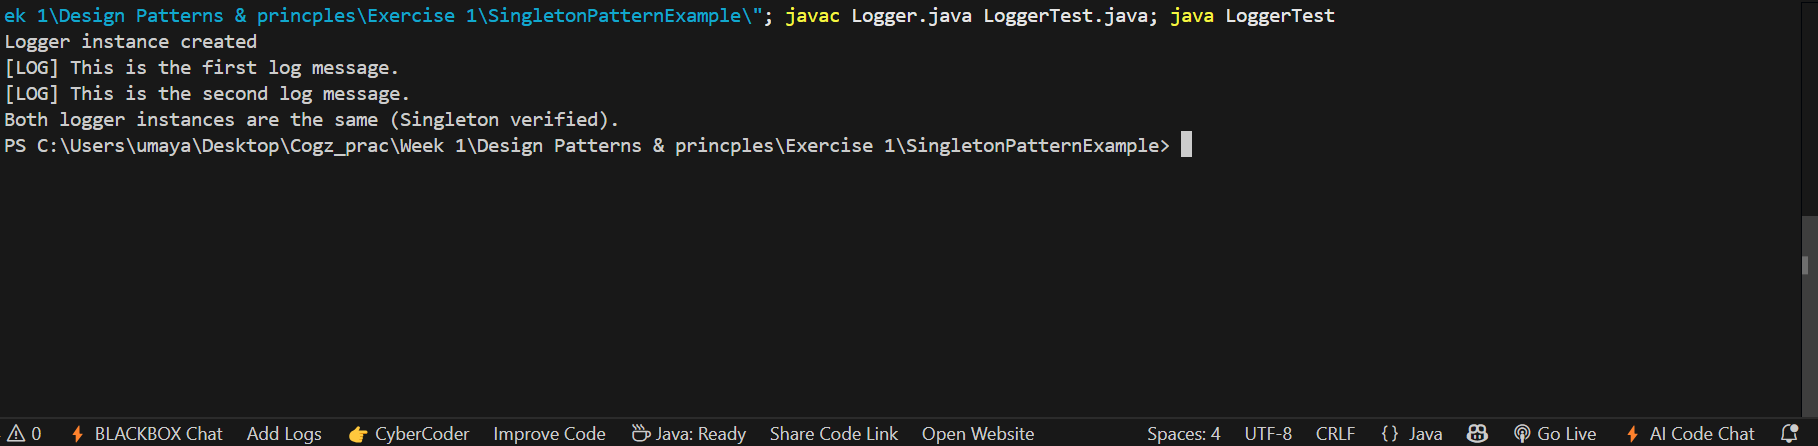 ek 1\Design Patterns & princples\Exercise 1\SingletonPatternExample\"; javac Logger.java LoggerTest.java; java LoggerTest
Logger instance created
[LOG] This is the first log message.
[LOG] This is the second log message.
Both logger instances are the same (Singleton verified).
PS C:\Users\umaya\Desktop\Cogz_prac\Week 1\Design Patterns & princples\Exercise 1\SingletonPatternExample>
0 BLACKBOX Chat Add Logs CyberCoder Improve Code Java: Ready Share Code Link Open Website Spaces: 4 UTF-8 CRLF {} Java Go Live AI Code Chat